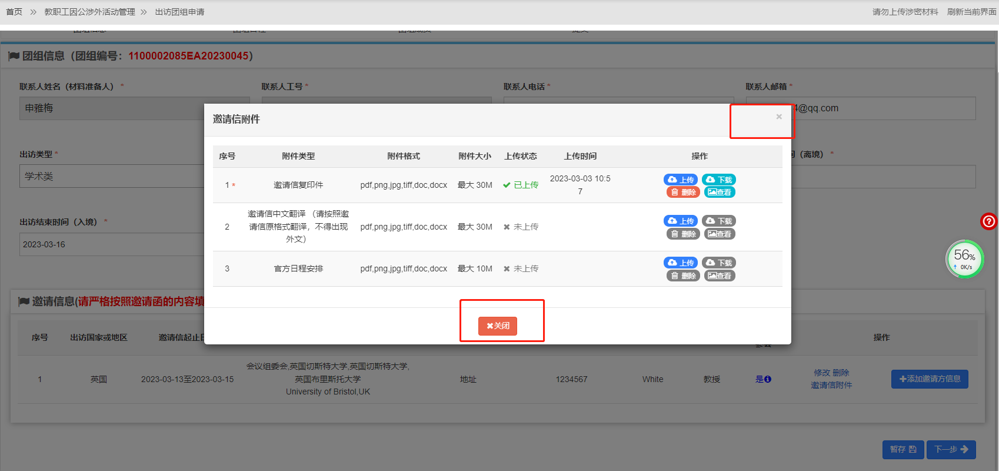 首页 》 教职工因公涉外活动管理 》 出访团组申请
请勿上传涉密材料 刷新当前界面
团组信息（团组编号：1100002085EA20230045）
联系人姓名（材料准备人） *
联系人工号 *
联系人电话 *
联系人邮箱 *
申雅梅
4@qq.com
邀请信附件
×
出访类型 *
学术类
（离境） *
序号 附件类型 附件格式 附件大小 上传状态 上传时间 操作
1 * 邀请信复印件 pdf,png,jpg,tiff,doc,docx 最大 30M 已上传 2023-03-03 10:5
7
上传 下载
删除 查看
2 邀请信中文翻译 （请按照邀
请信原格式翻译，不得出现
外文）
pdf,png,jpg,tiff,doc,docx 最大 30M 未上传
上传 下载
删除 查看
3 官方日程安排 pdf,png,jpg,tiff,doc,docx 最大 10M 未上传
上传 下载
删除 查看
关闭
出访结束时间（入境） *
2023-03-16
56%
0K/s
邀请信息(请严格按照邀请函的内容填
序号 出访国家或地区 邀请信起止日 操作
1 英国 2023-03-13至2023-03-15
会议组委会,英国切斯特大学,英国切斯特大学,
英国布里斯托大学
University of Bristol,UK
地址 1234567 White 教授 是
修改 删除
邀请信附件
添加邀请方信息
暂存 下一步